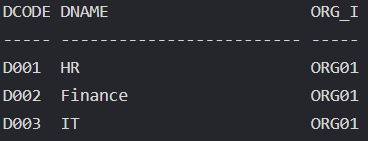 DCODE DNAME                    ORG_I
----- ------------------------ -----
D001  HR                       ORG01
D002  Finance                  ORG01
D003  IT                       ORG01